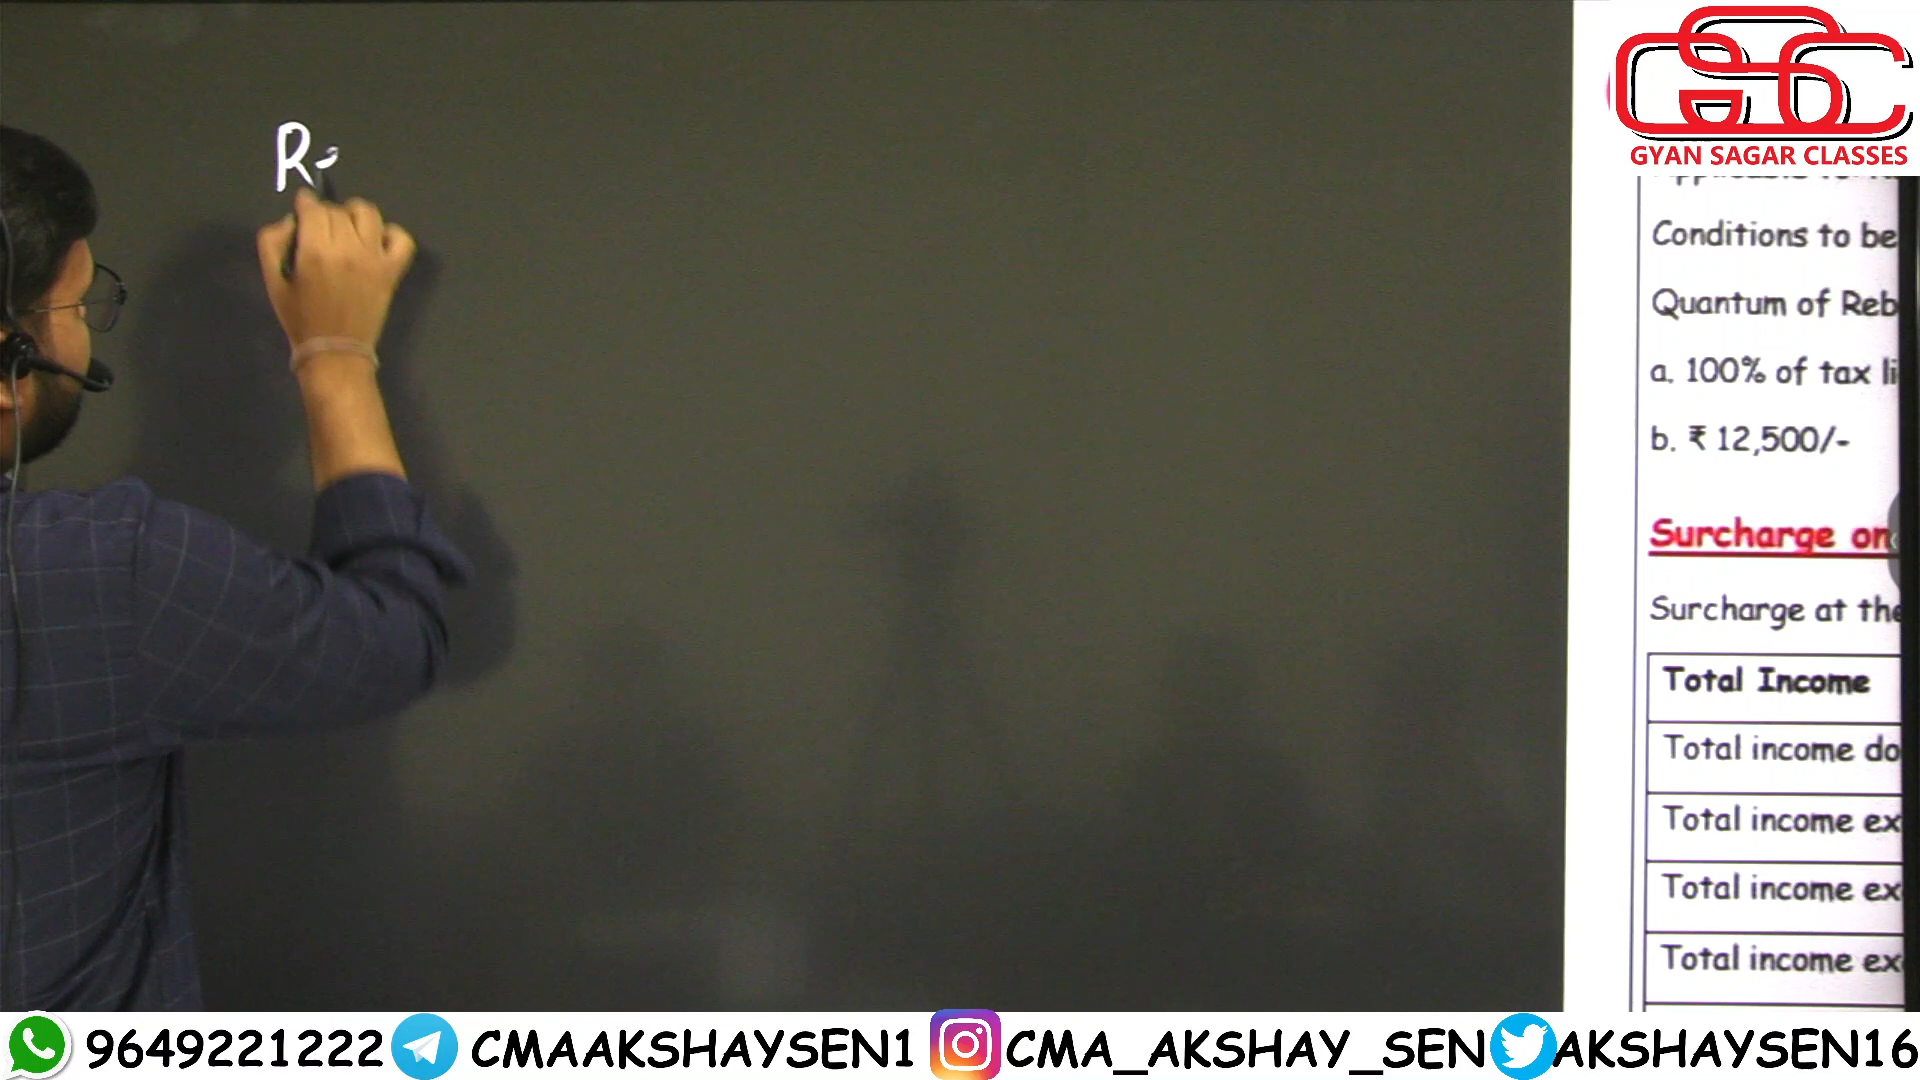 R
GSC
GYAN SAGAR CLASSES
Conditions to be
Quantum of Reb
a. 100% of tax li
b. ₹ 12,500/-
Surcharge on
Surcharge at the
Total Income
Total income do
Total income ex
Total income ex
Total income ex
9649221222 CMAAKSHAYSEN1 CMA_AKSHAY_SEN AKSHAYSEN16